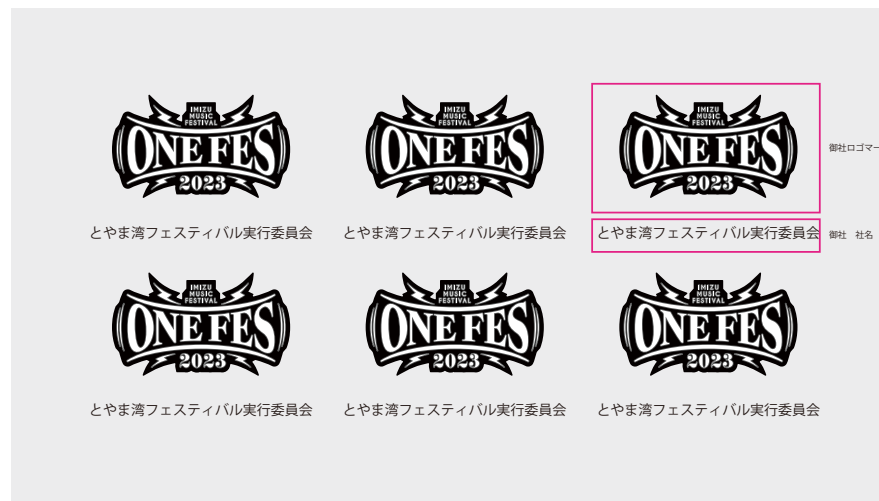 IMIZU
MUSIC
FESTIVAL
ONE FES
2023
IMIZU
MUSIC
FESTIVAL
ONE FES
2023
IMIZU
MUSIC
FESTIVAL
ONE FES
2023
御社ロゴマー
とやま湾フェスティバル実行委員会
とやま湾フェスティバル実行委員会
とやま湾フェスティバル実行委員会
御社　社名
IMIZU
MUSIC
FESTIVAL
ONE FES
2023
IMIZU
MUSIC
FESTIVAL
ONE FES
2023
IMIZU
MUSIC
FESTIVAL
ONE FES
2023
とやま湾フェスティバル実行委員会
とやま湾フェスティバル実行委員会
とやま湾フェスティバル実行委員会